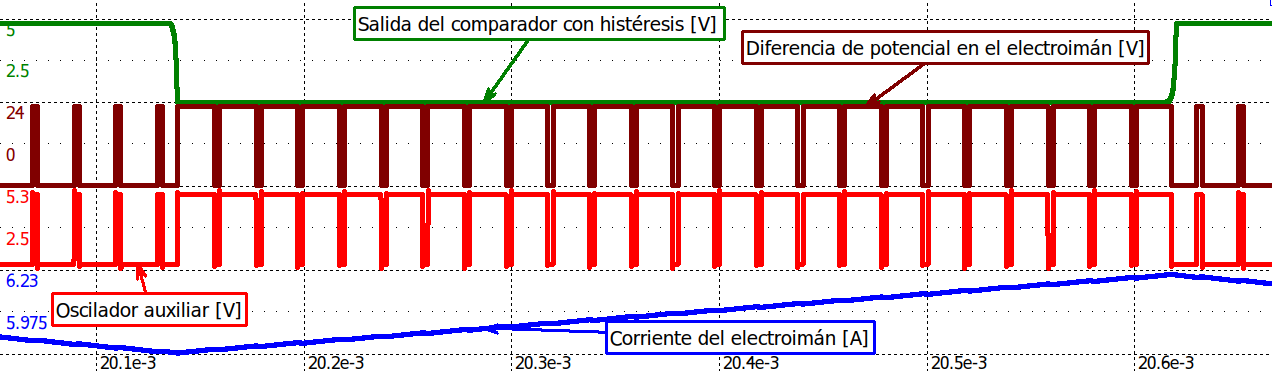 5
Salida del comparador con histéresis [V]
Diferencia de potencial en el electroimán [V]
2.5
24
0
5.3
2.5
6.23
Oscilador auxiliar [V]
5.975
Corriente del electroimán [A]
20.1e-3 20.2e-3 20.3e-3 20.4e-3 20.5e-3 20.6e-3